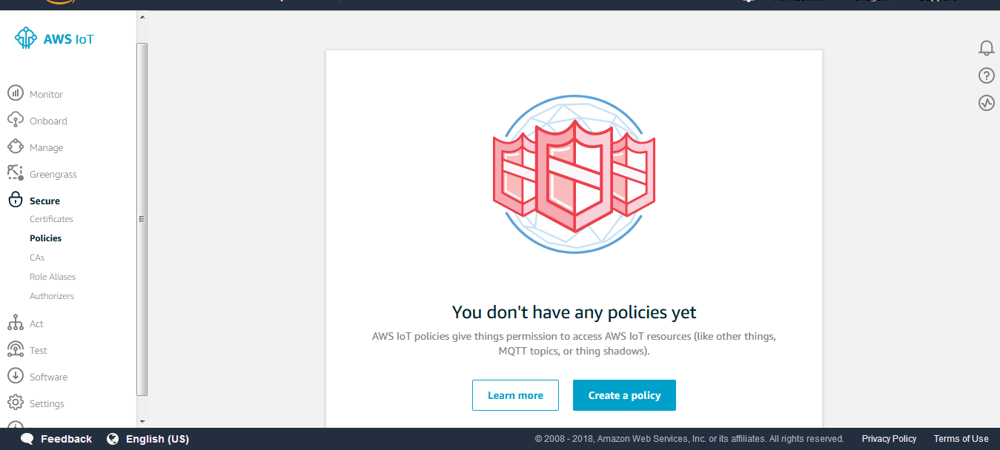 AWS IoT
Monitor
Onboard
Manage
Greengrass
Secure
Certificates
Policies
CAs
Role Aliases
Authorizers
Act
Test
Software
Settings
You don't have any policies yet
AWS IoT policies give things permission to access AWS IoT resources (like other things,
MQTT topics, or thing shadows).
Learn more
Create a policy
Feedback
English (US)
© 2008 - 2018, Amazon Web Services, Inc. or its affiliates. All rights reserved.
Privacy Policy
Terms of Use